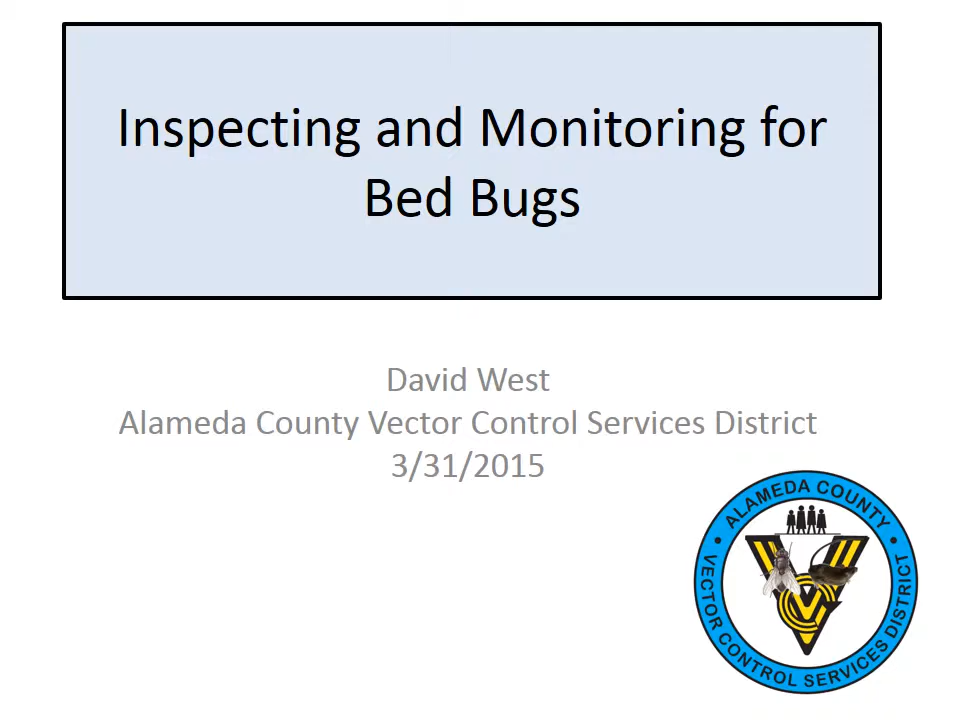 Inspecting and Monitoring for
Bed Bugs
David West
Alameda County Vector Control Services District
3/31/2015
ALAMEDA COUNTY
VECTOR CONTROL SERVICES DISTRICT